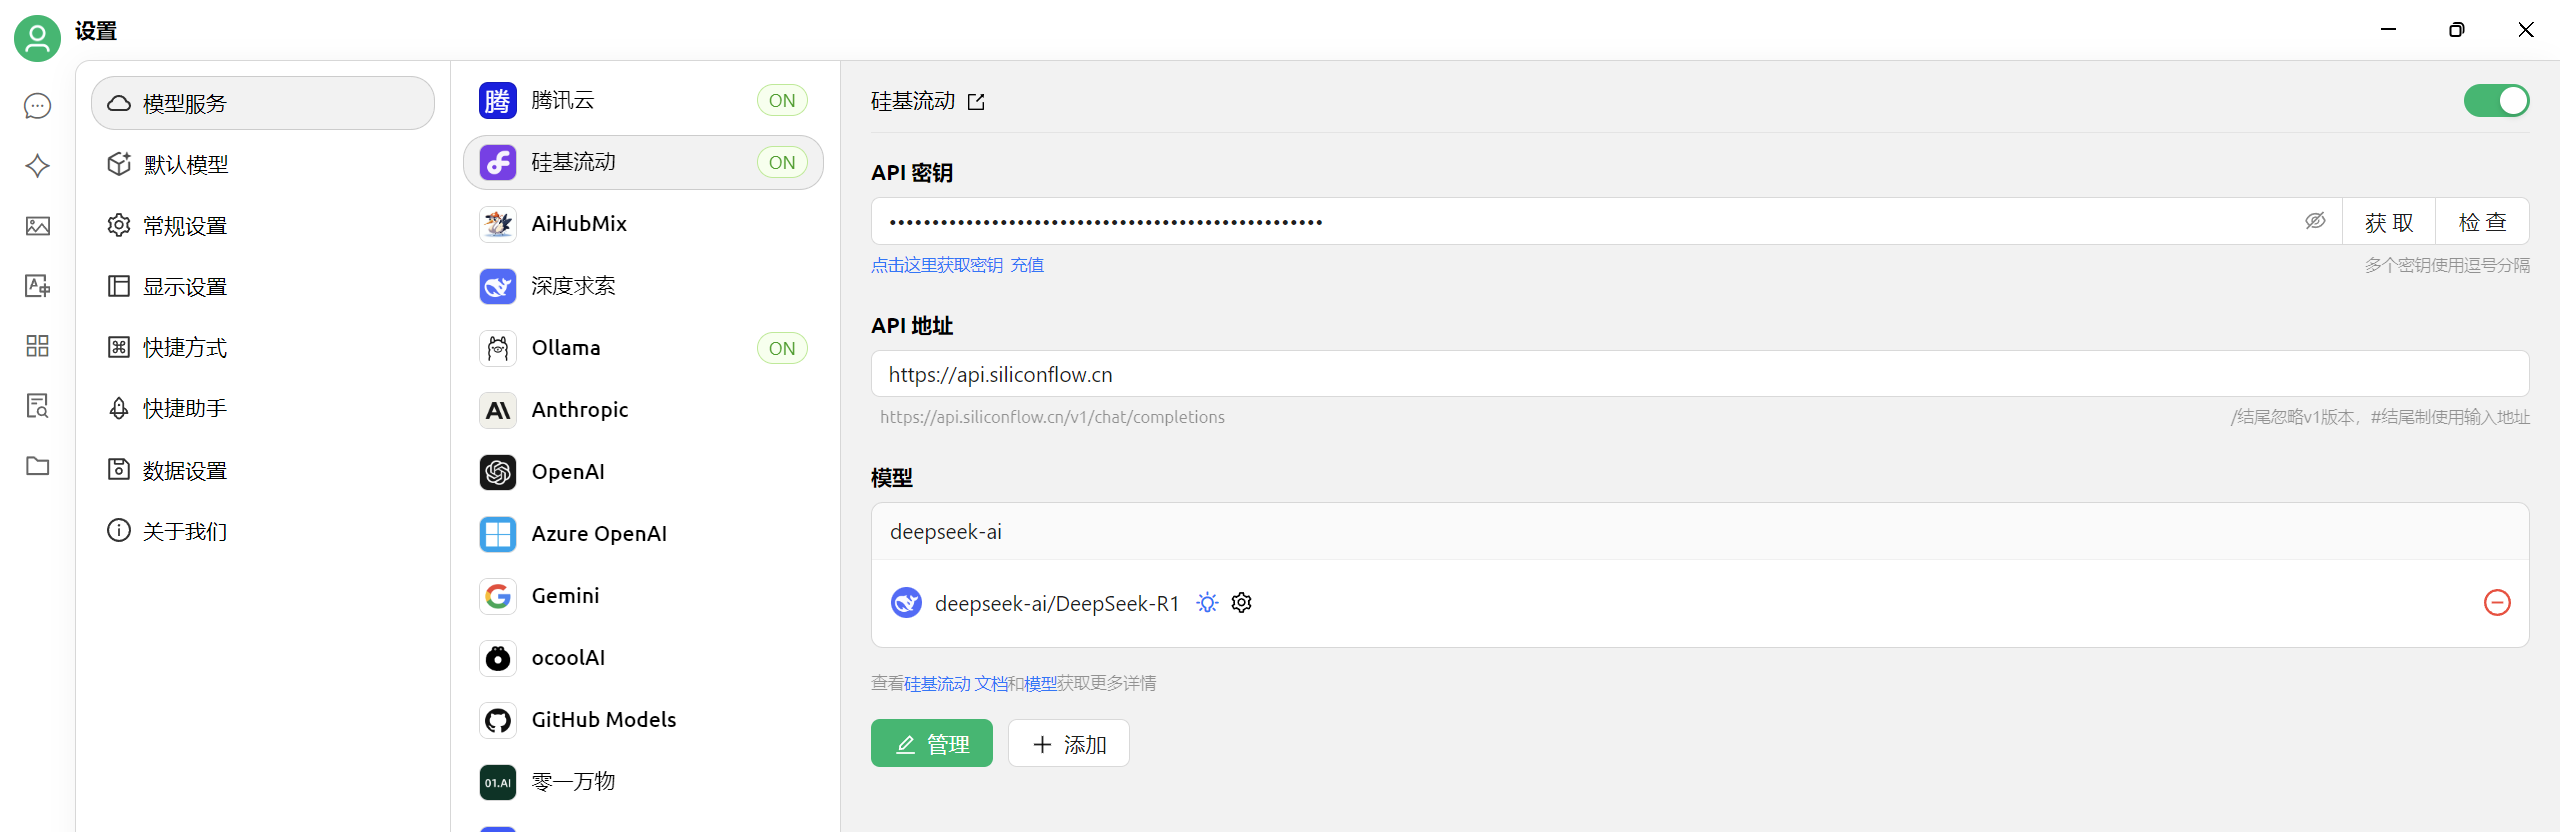 设置
模型服务
默认模型
常规设置
显示设置
快捷方式
快捷助手
数据设置
关于我们
腾 腾讯云 ON
硅基流动 ON
AiHubMix
深度求索
Ollama ON
Anthropic
OpenAI
Azure OpenAI
Gemini
ocoolAI
GitHub Models
01.AI 零一万物
硅基流动
API 密钥
获 取 检 查
点击这里获取密钥 充值 多个密钥使用逗号分隔
API 地址
https://api.siliconflow.cn
https://api.siliconflow.cn/v1/chat/completions /结尾忽略v1版本，#结尾制使用输入地址
模型
deepseek-ai
deepseek-ai/DeepSeek-R1
查看硅基流动 文档和模型获取更多详情
管理 添加